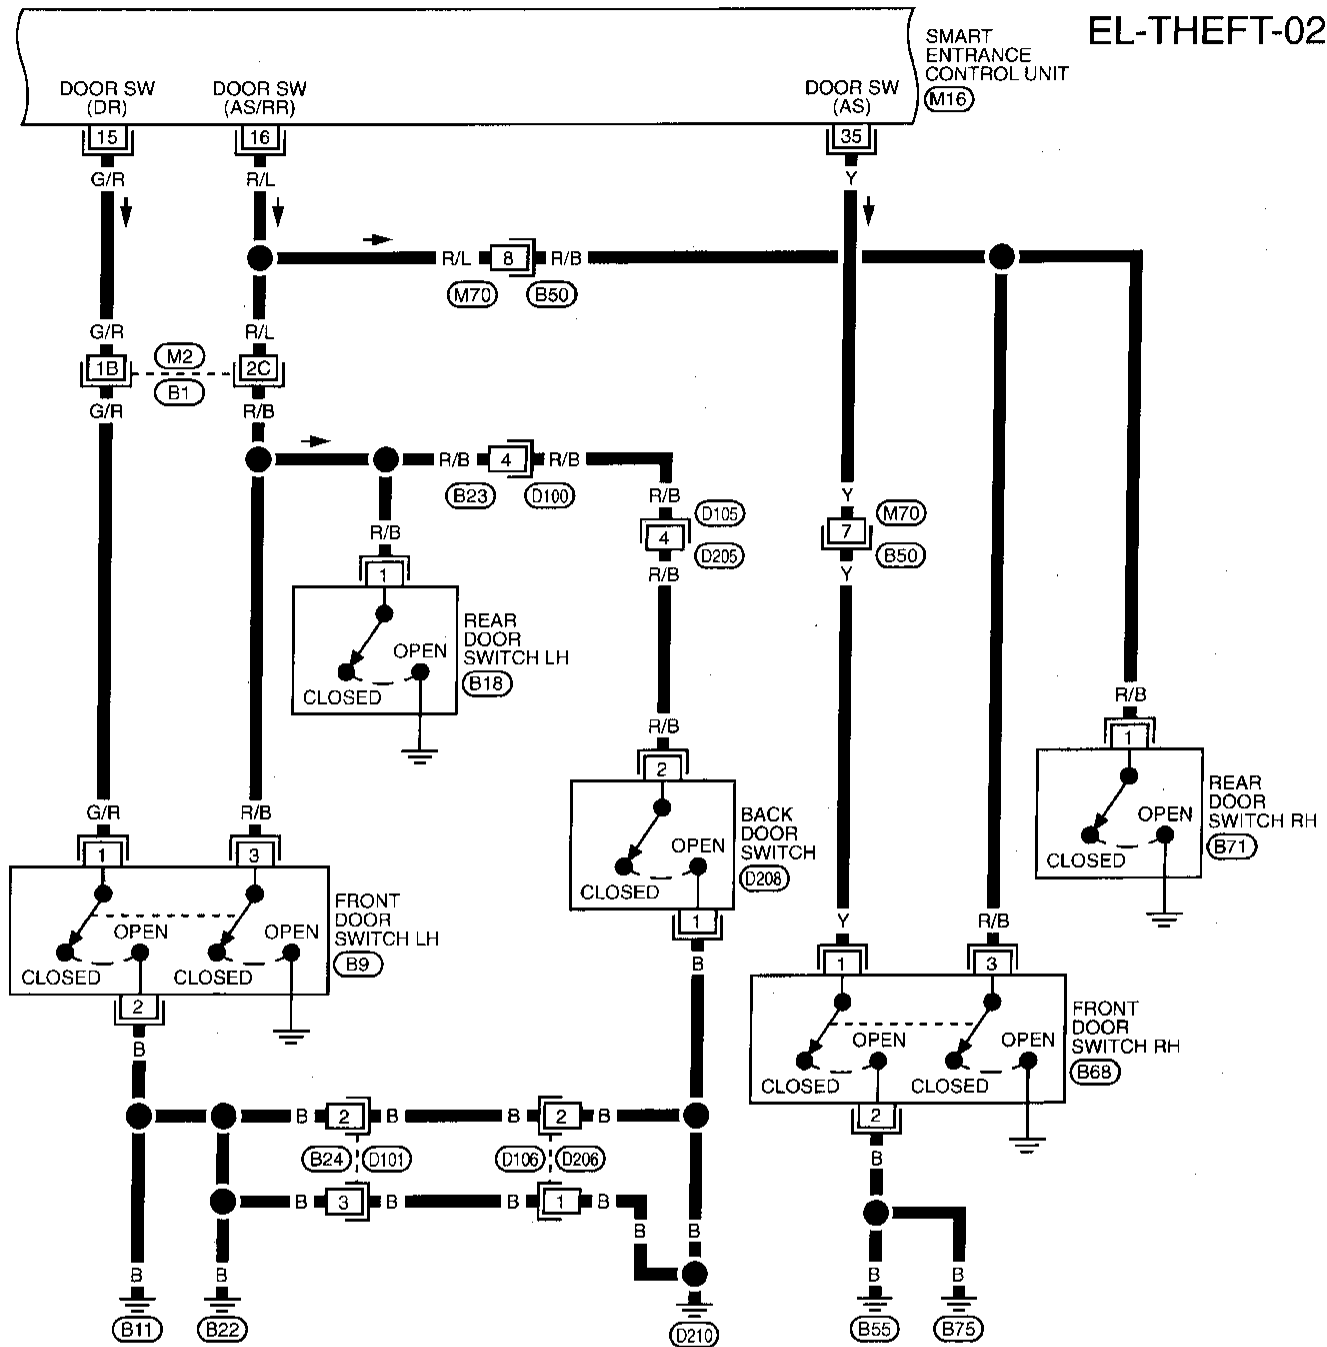 EL-THEFT-02
SMART
ENTRANCE
CONTROL UNIT
M16
DOOR SW
(DR)
DOOR SW
(AS/RR)
DOOR SW
(AS)
15
16
35
G/R
R/L
Y
R/L
8
R/B
M70
B50
G/R
R/L
1B
M2
B1
2C
G/R
R/B
R/B
4
R/B
B23
D100
R/B
D105
4
D205
R/B
Y
M70
7
B50
Y
R/B
1
REAR
DOOR
SWITCH LH
B18
OPEN
CLOSED
R/B
2
BACK
DOOR
SWITCH
D208
OPEN
CLOSED
1
B
R/B
1
REAR
DOOR
SWITCH RH
B71
OPEN
CLOSED
G/R
R/B
1
3
FRONT
DOOR
SWITCH LH
B9
OPEN
OPEN
CLOSED
CLOSED
2
B
Y
R/B
1
3
FRONT
DOOR
SWITCH RH
B68
OPEN
OPEN
CLOSED
CLOSED
2
B
B
2
B
B
2
B
B24
D101
D106
D206
B
3
B
B
1
B
B
B
B
B
B
B
B11
B22
D210
B55
B75